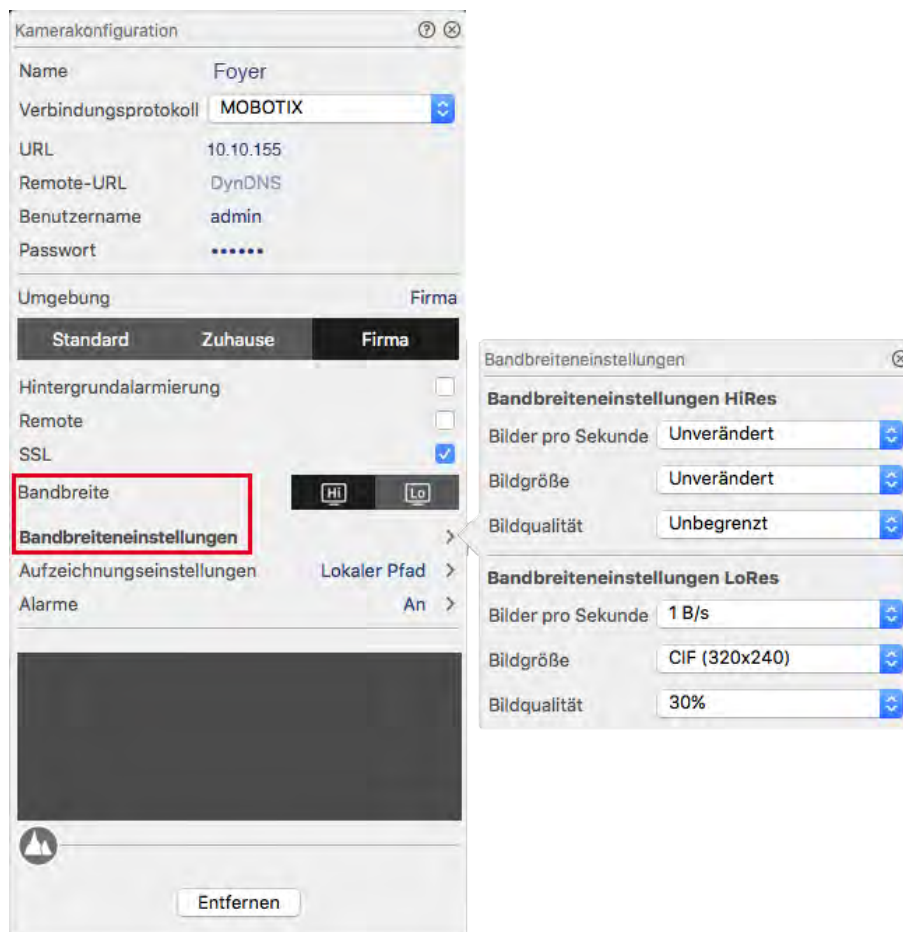 Kamerakonfiguration
Name Foyer
Verbindungsprotokoll MOBOTIX
URL 10.10.155
Remote-URL DynDNS
Benutzername admin
Passwort ••••••
Umgebung Firma
Standard Zuhause Firma
Hintergrundalarmierung
Remote
SSL
Bandbreite Hi Lo
Bandbreiteneinstellungen
Aufzeichnungseinstellungen Lokaler Pfad
Alarme An
Entfernen
Bandbreiteneinstellungen
Bandbreiteneinstellungen HiRes
Bilder pro Sekunde Unverändert
Bildgröße Unverändert
Bildqualität Unbegrenzt
Bandbreiteneinstellungen LoRes
Bilder pro Sekunde 1 B/s
Bildgröße CIF (320x240)
Bildqualität 30%